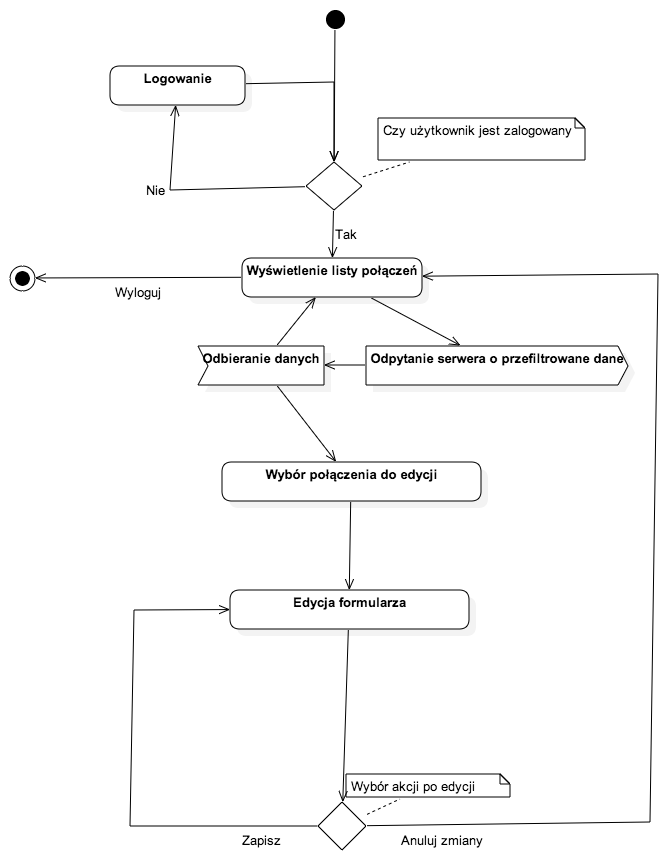 Logowanie
Czy użytkownik jest zalogowany
Nie
Tak
Wyświetlenie listy połączeń
Wyloguj
Odbieranie danych
Odpytanie serwera o przefiltrowane dane
Wybór połączenia do edycji
Edycja formularza
Wybór akcji po edycji
Zapisz
Anuluj zmiany